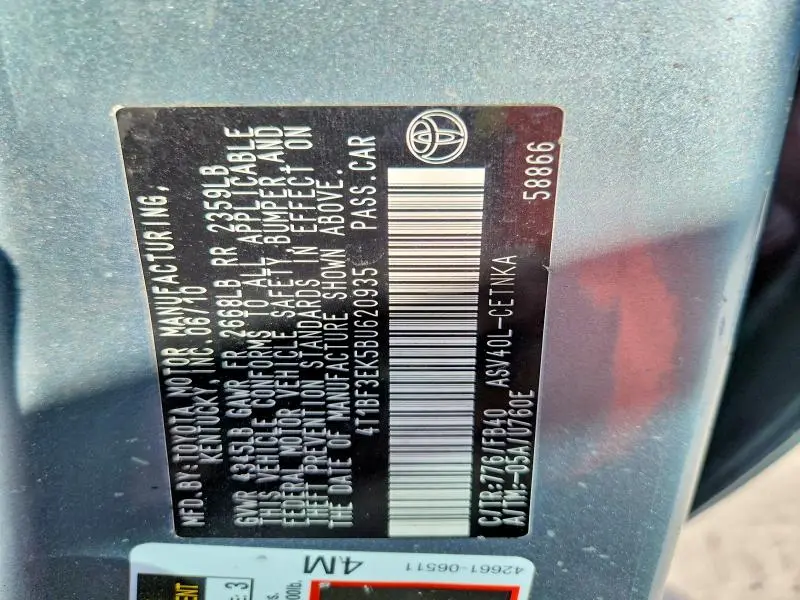 MFD.BY:TOYOTA MOTOR MANUFACTURING,
KENTUCKY, INC. 06/10
GVWR 4345LB GAWR FR 2668LB RR 2359LB
THIS VEHICLE CONFORMS TO ALL APPLICABLE
FEDERAL MOTOR VEHICLE SAFETY, BUMPER, AND
THEFT PREVENTION STANDARDS IN EFFECT ON
THE DATE OF MANUFACTURE SHOWN ABOVE.
4T1BF3EK5BU620935 PASS.CAR
C/TR:776/FB40 ASV40L-CETNKA
A/TM:-05A/U760E
58866
4M
42661-06511